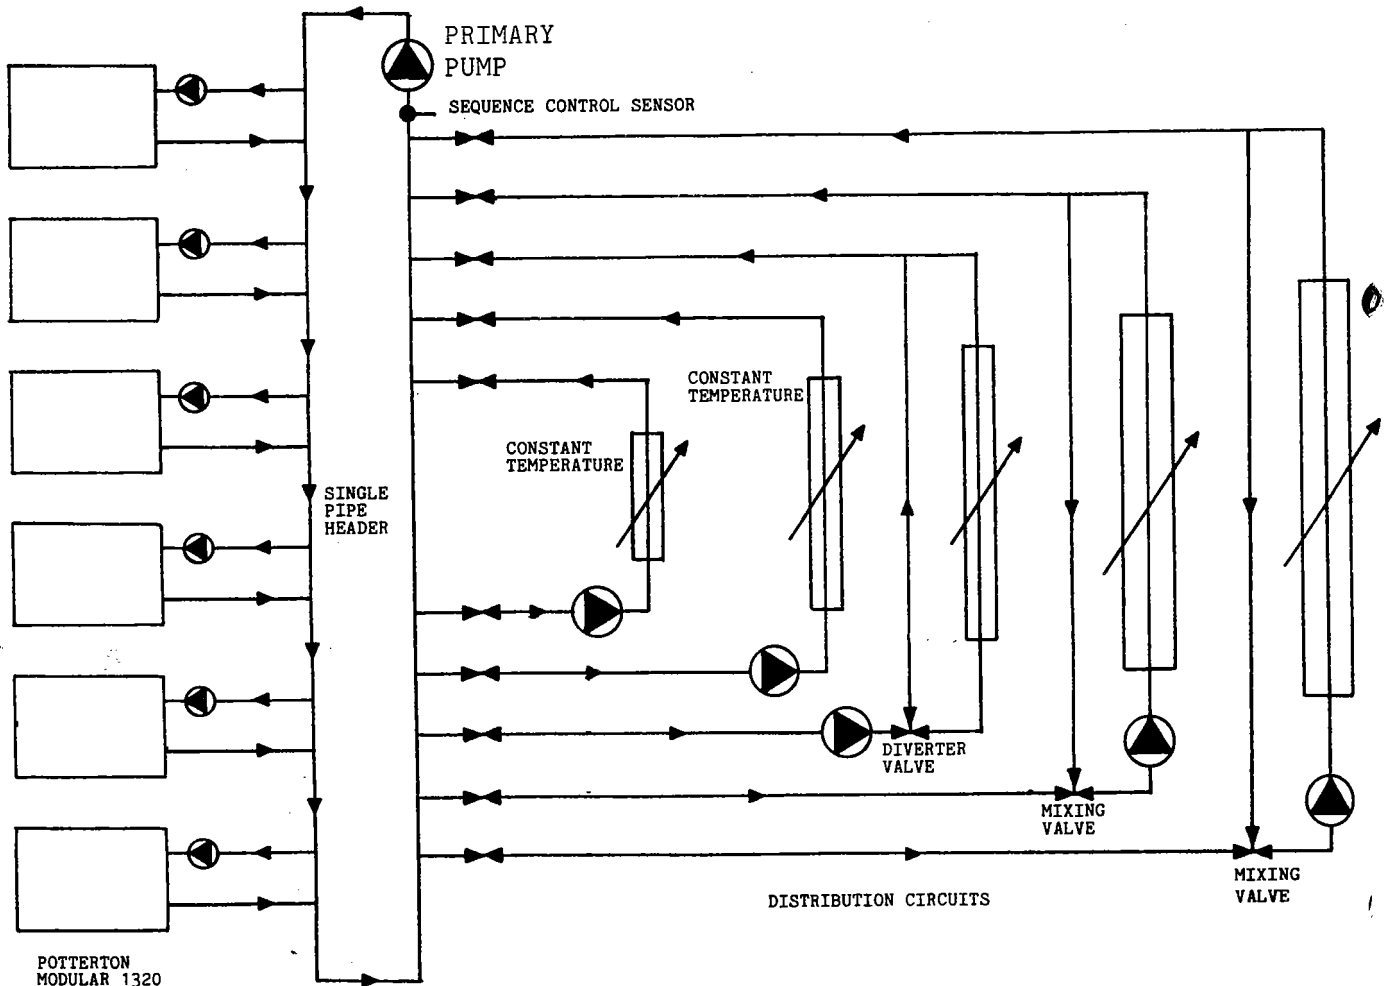 PRIMARY
PUMP
SEQUENCE CONTROL SENSOR
CONSTANT
TEMPERATURE
CONSTANT
TEMPERATURE
SINGLE
PIPE
HEADER
DIVERTER
VALVE
MIXING
VALVE
MIXING
VALVE
DISTRIBUTION CIRCUITS
POTTERTON
MODULAR 1320